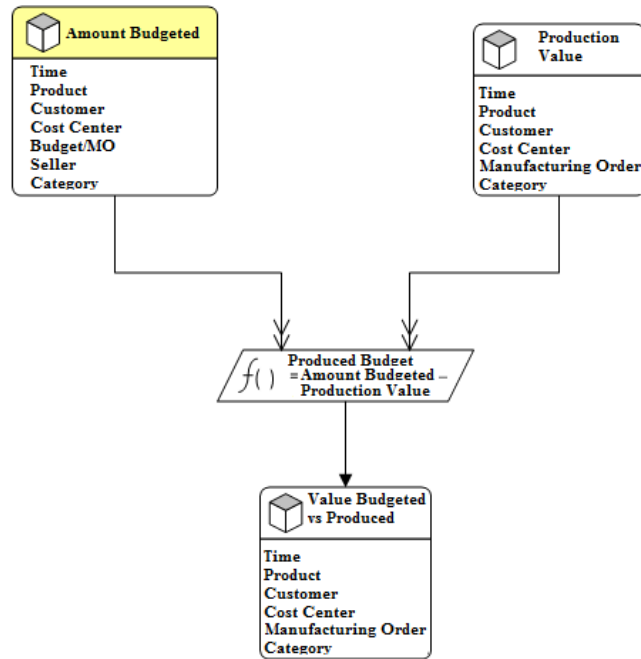 Amount Budgeted
Time
Product
Customer
Cost Center
Budget/MO
Seller
Category
Production
Value
Time
Product
Customer
Cost Center
Manufacturing Order
Category
f() Produced Budget
= Amount Budgeted –
Production Value
Value Budgeted
vs Produced
Time
Product
Customer
Cost Center
Manufacturing Order
Category